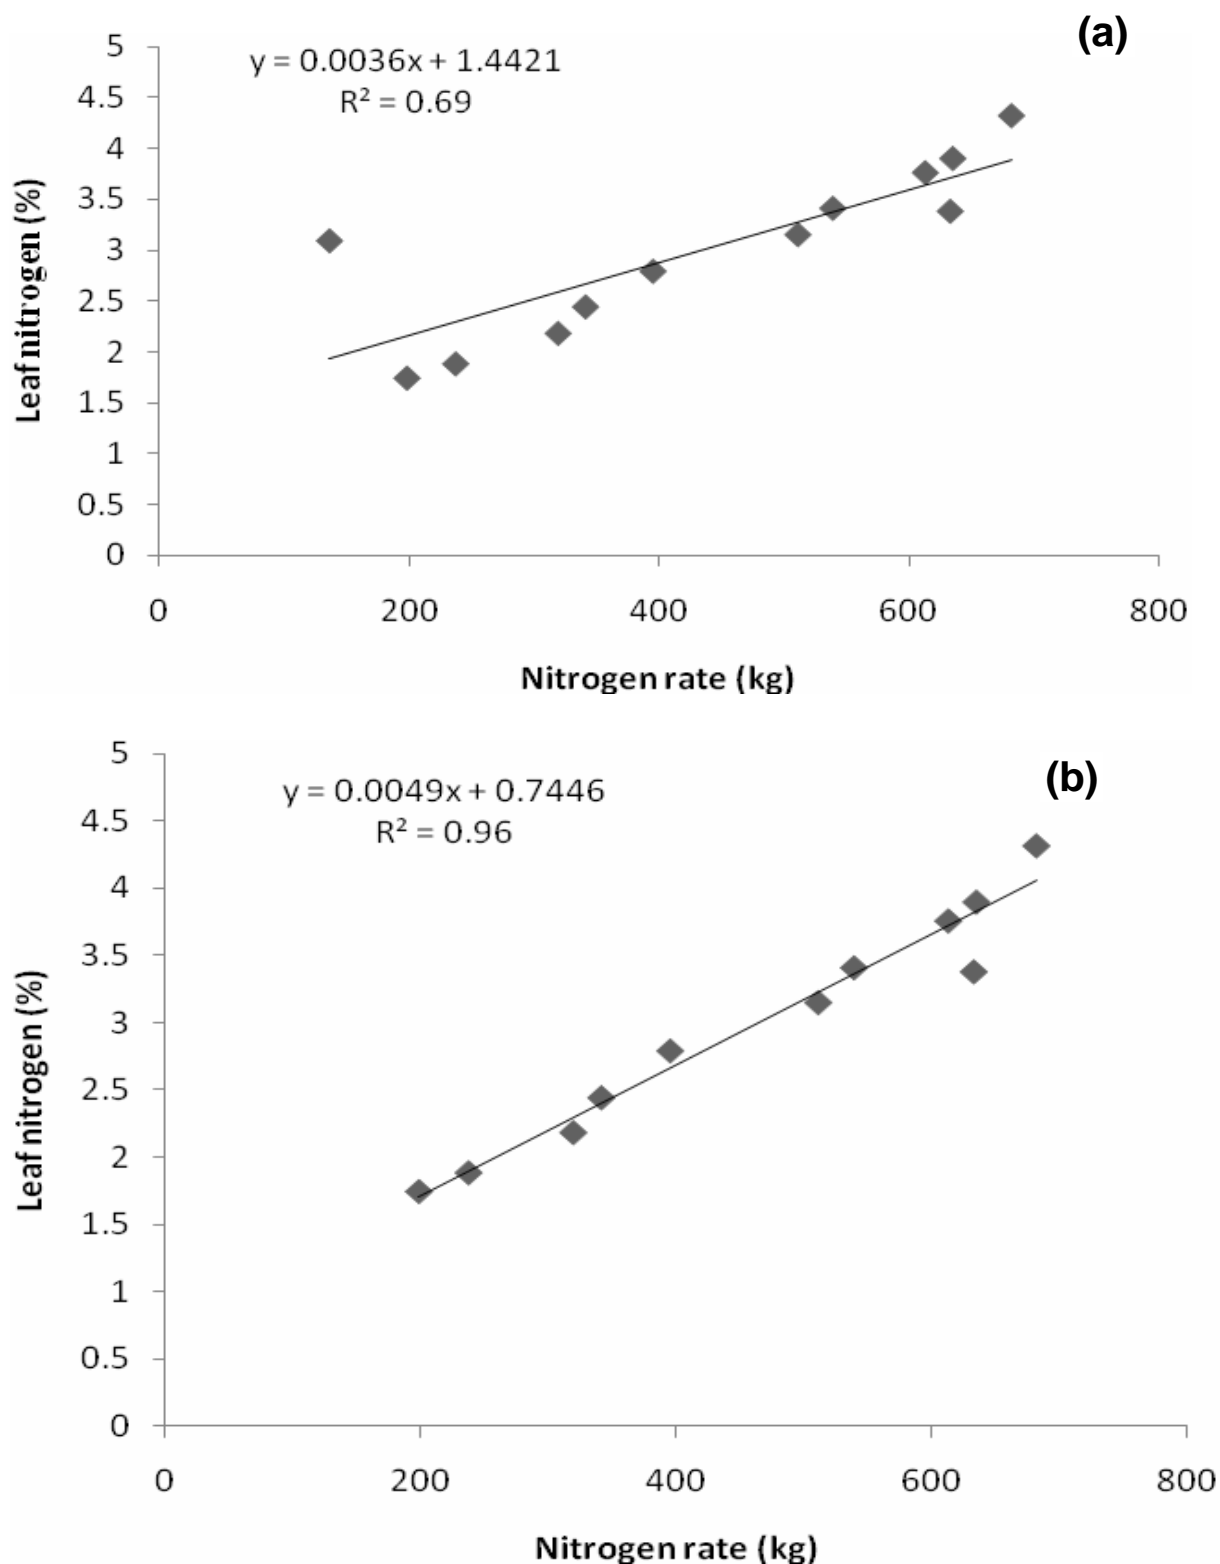 (a)
y = 0.0036x + 1.4421
R² = 0.69
5
4.5
4
3.5
3
2.5
2
1.5
1
0.5
0
Leaf nitrogen (%)
0 200 400 600 800
Nitrogen rate (kg)
(b)
y = 0.0049x + 0.7446
R² = 0.96
5
4.5
4
3.5
3
2.5
2
1.5
1
0.5
0
Leaf nitrogen (%)
0 200 400 600 800
Nitrogen rate (kg)